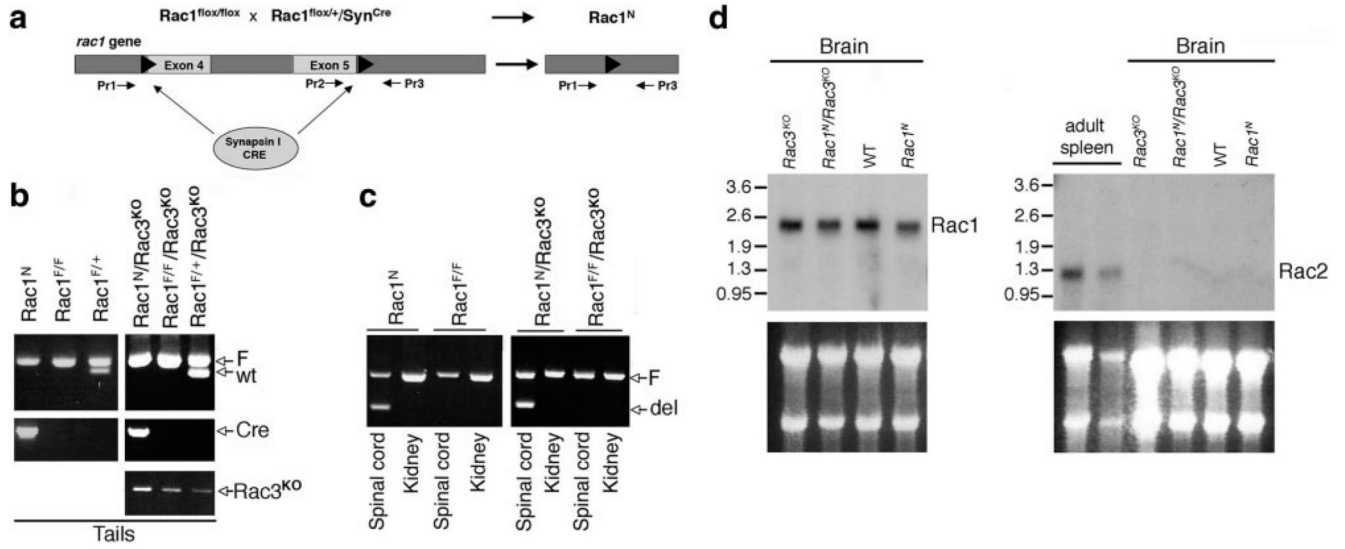 a
Rac1flox/flox x Rac1flox/+/SynCre Rac1N
rac1 gene
Exon 4 Exon 5
Pr1 Pr2 Pr3 Pr1 Pr3
Synapsin I
CRE
b
Rac1N
Rac1F/F
Rac1F/+
Rac1N/Rac3KO
Rac1F/F/Rac3KO
Rac1F/+/Rac3KO
F
wt
Cre
Rac3KO
Tails
c
Rac1N
Rac1F/F
Rac1N/Rac3KO
Rac1F/F/Rac3KO
F
del
Spinal cord
Kidney
Spinal cord
Kidney
Spinal cord
Kidney
Spinal cord
Kidney
d
Brain
Rac3KO
Rac1N/Rac3KO
WT
Rac1N
3.6
2.6
1.9
1.3
0.95
Rac1
Brain
adult
spleen
Rac3KO
Rac1N/Rac3KO
WT
Rac1N
3.6
2.6
1.9
1.3
0.95
Rac2